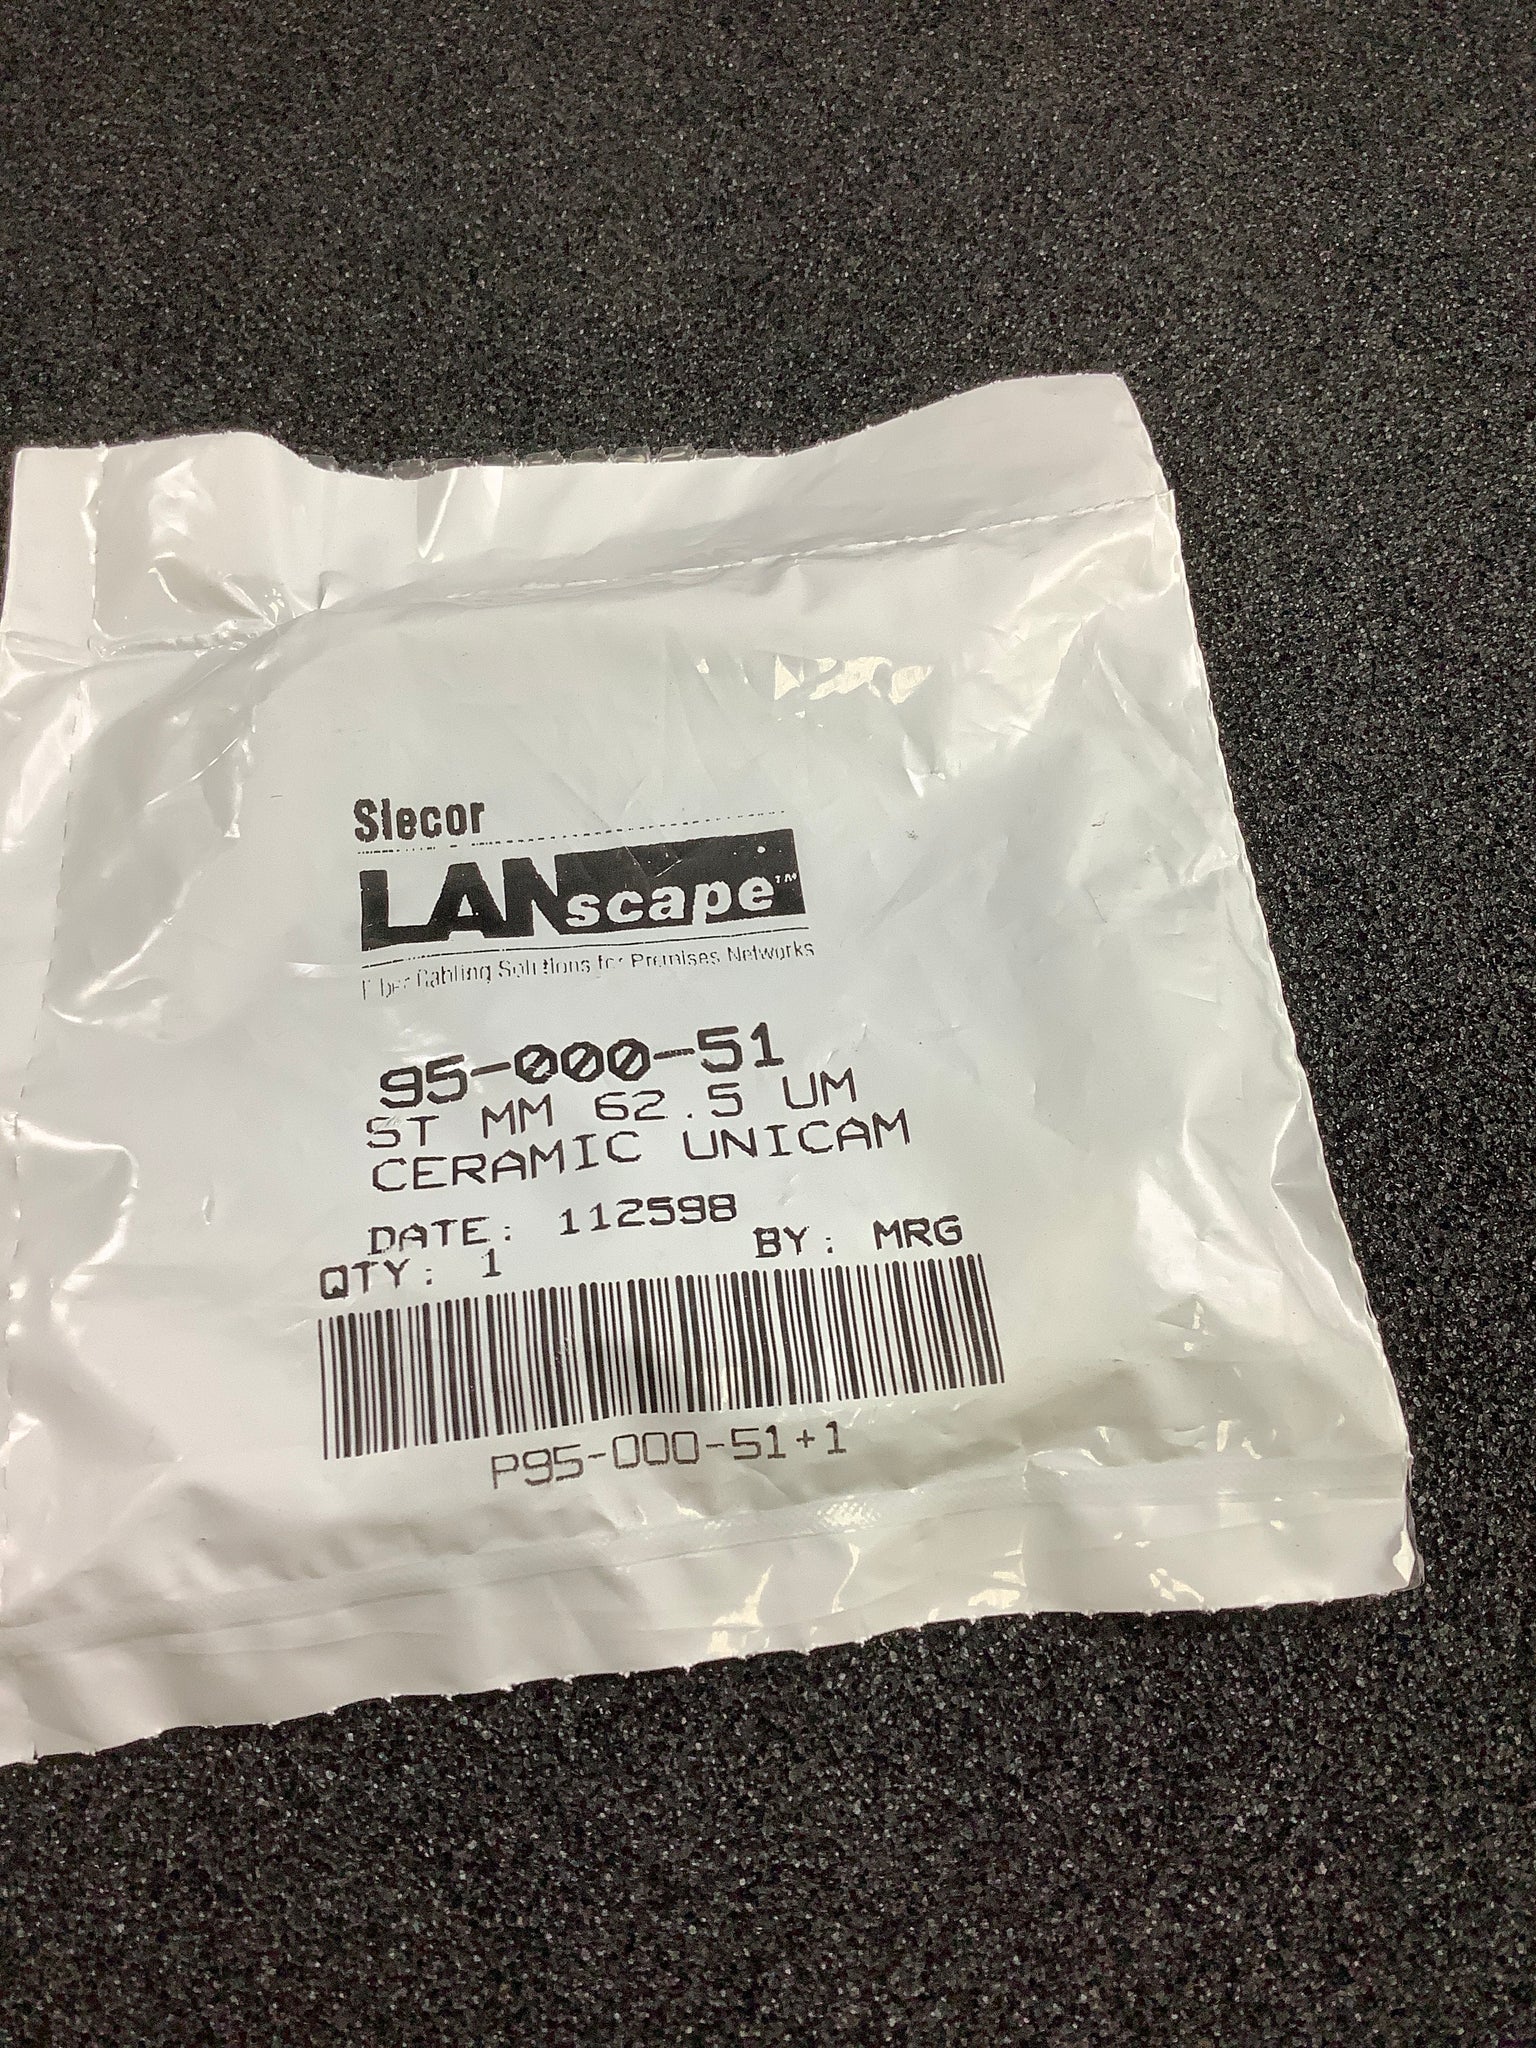 Siecor
LANscape™
Fiber Cabling Solutions for Premises Networks
95-000-51
ST MM 62.5 UM
CERAMIC UNICAM
DATE: 112598
QTY: 1 BY: MRG
P95-000-51+1